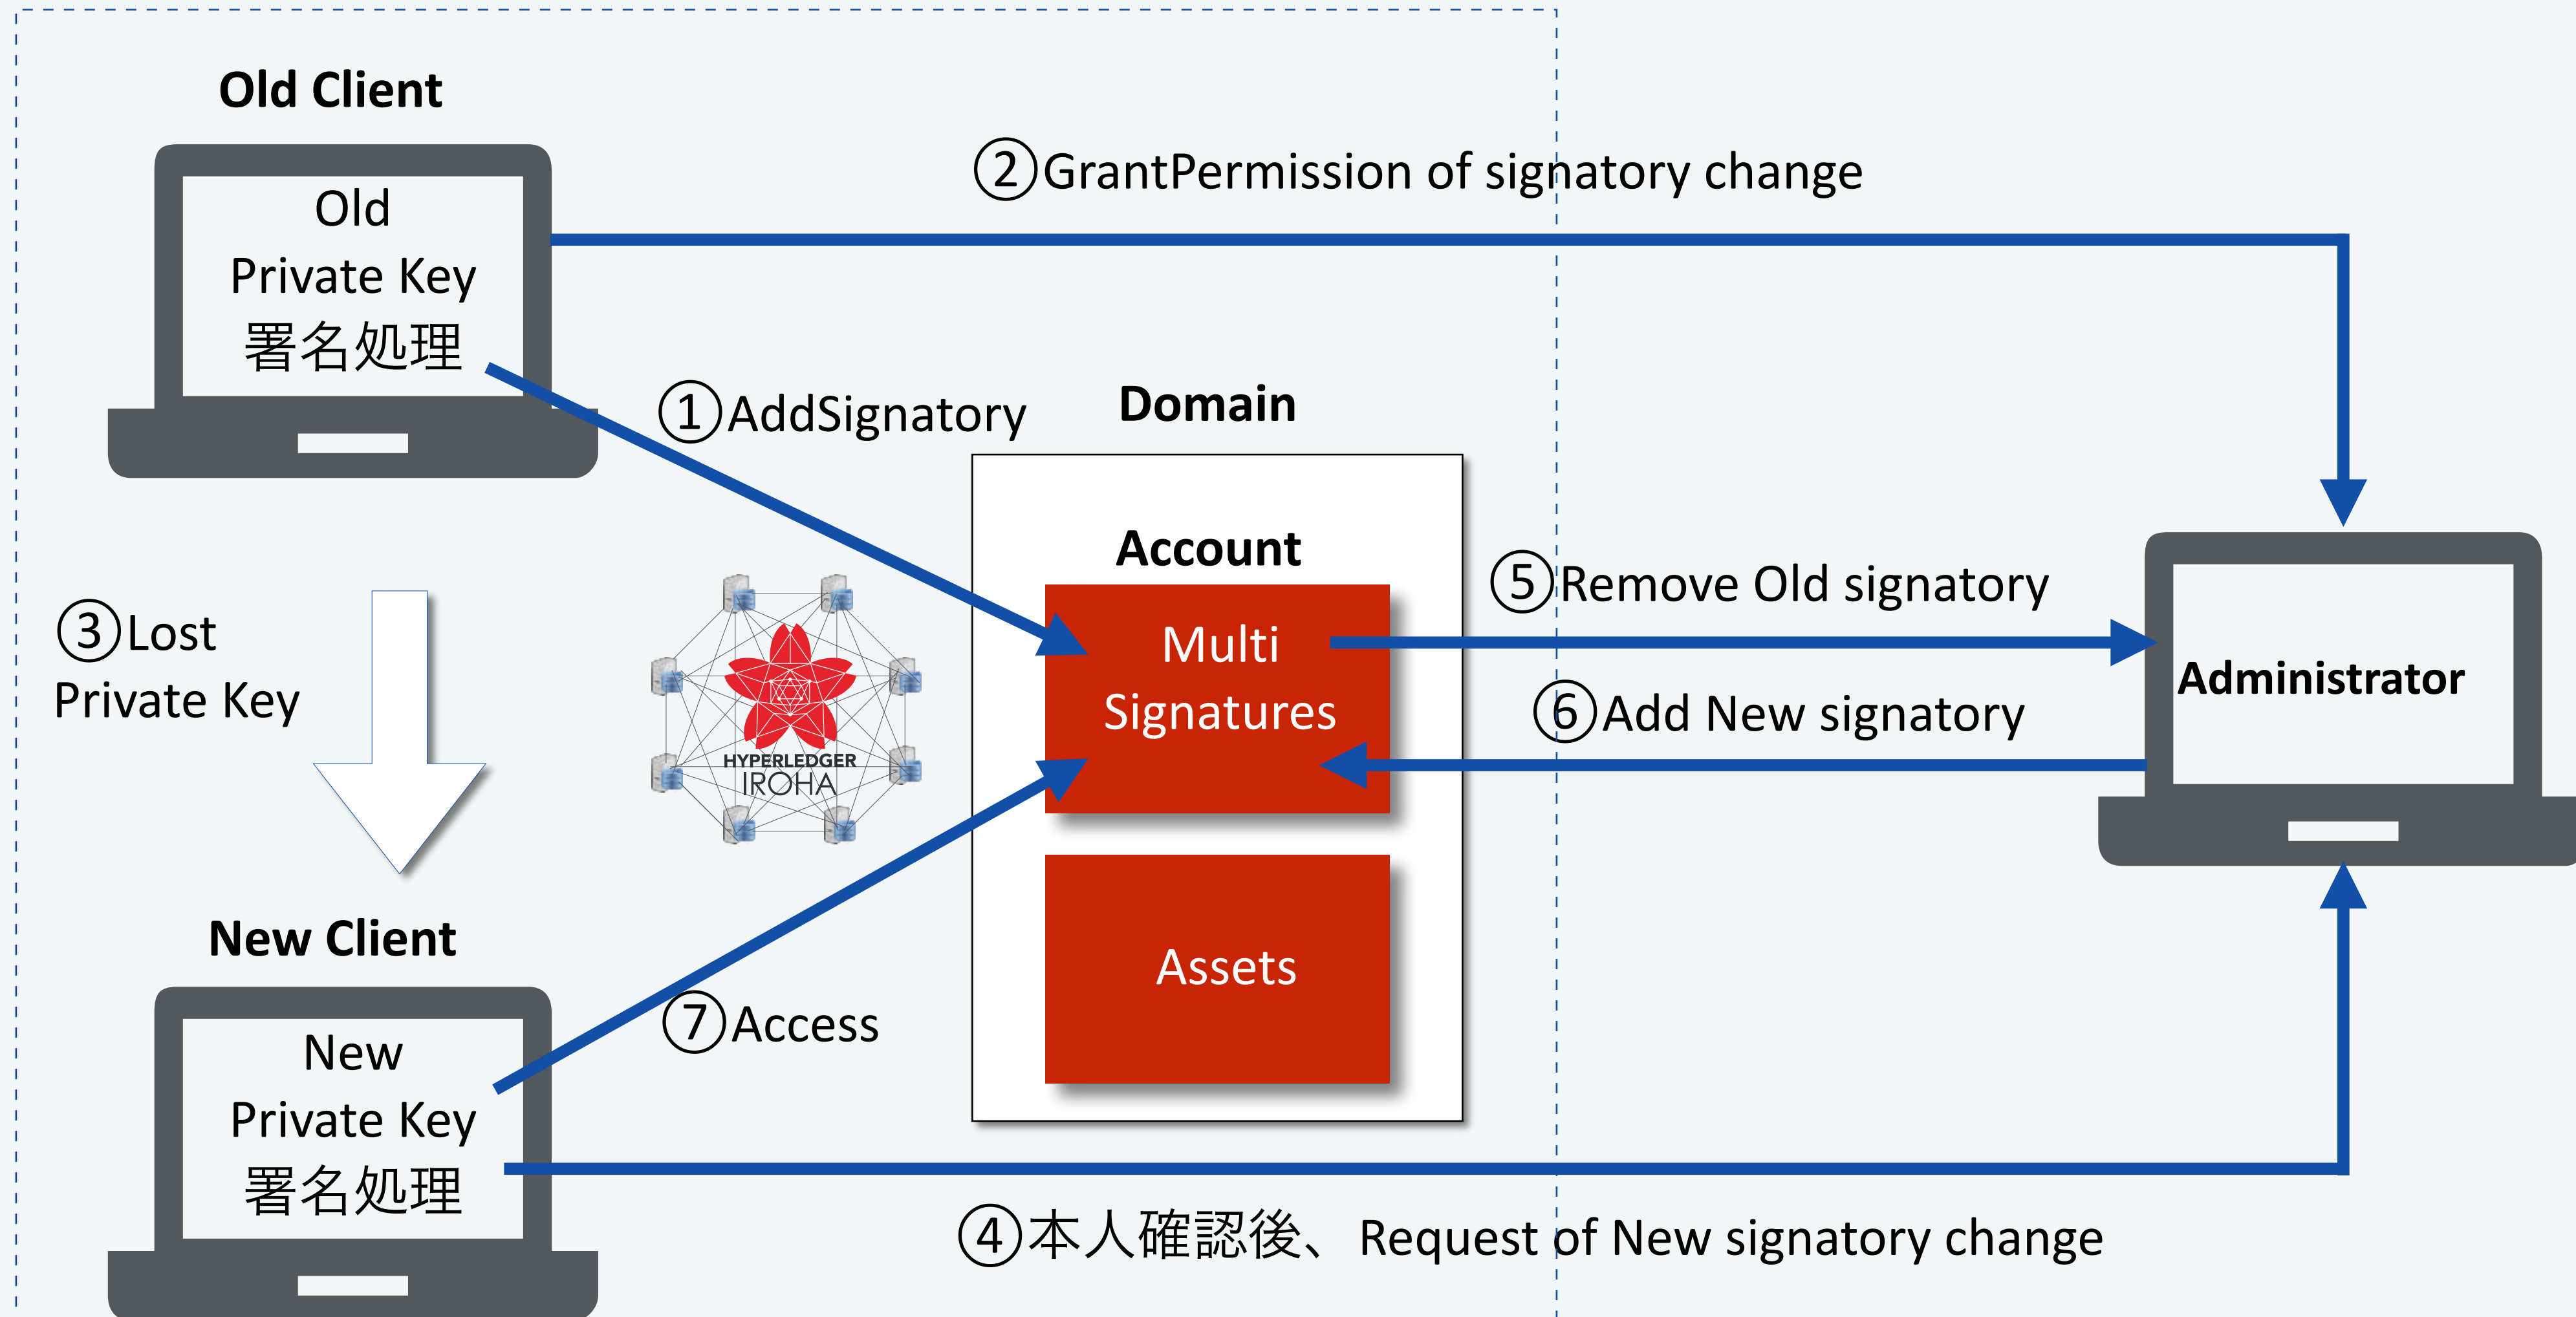 Old Client
Old
Private Key
署名処理
②GrantPermission of signatory change
①AddSignatory
Domain
Account
Multi
Signatures
Assets
③Lost
Private Key
HYPERLEDGER
IROHA
⑤Remove Old signatory
⑥Add New signatory
Administrator
New Client
New
Private Key
署名処理
⑦Access
④本人確認後、Request of New signatory change